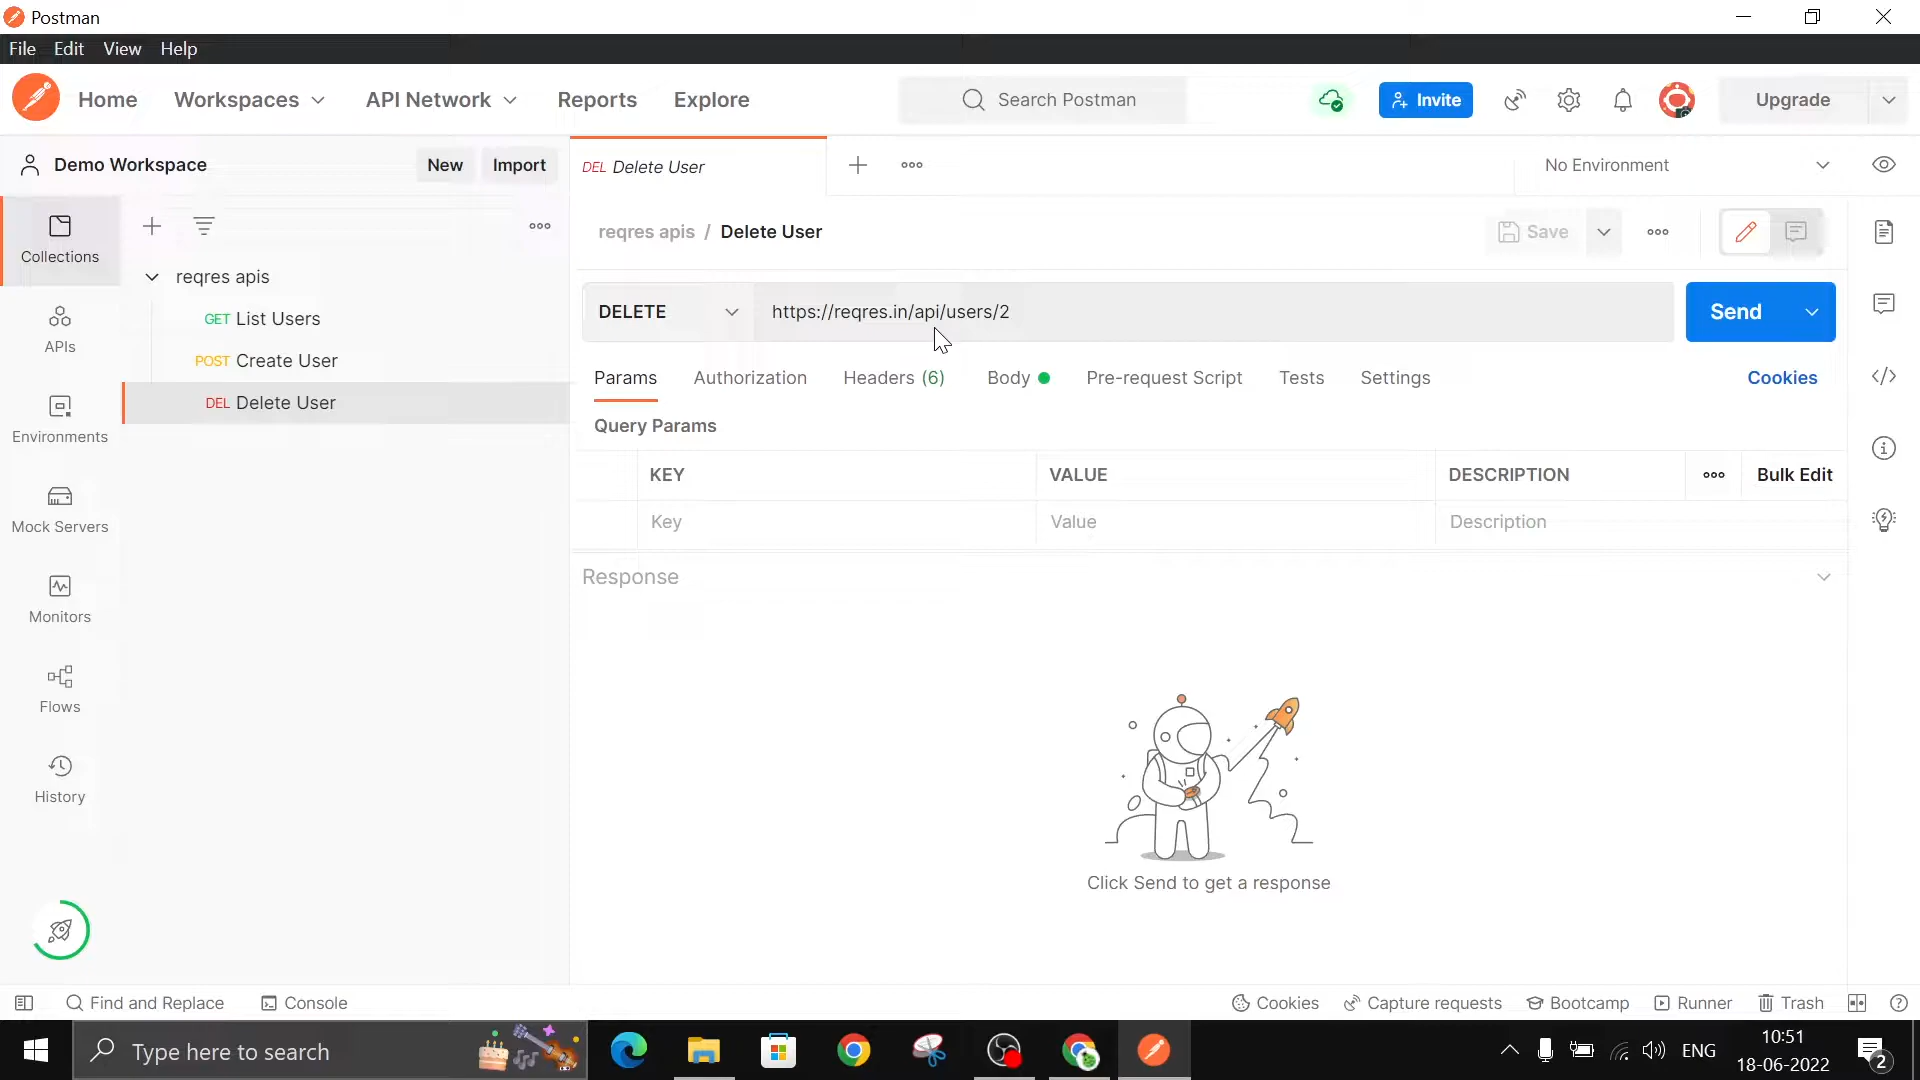 Postman
File Edit View Help
Home Workspaces API Network Reports Explore Search Postman Invite Upgrade
Demo Workspace New Import DEL Delete User No Environment
reqres apis / Delete User Save
Collections
reqres apis
GET List Users
POST Create User
DEL Delete User
DELETE https://reqres.in/api/users/2 Send
Params Authorization Headers (6) Body Pre-request Script Tests Settings Cookies
Query Params
KEY VALUE DESCRIPTION Bulk Edit
Key Value Description
Response
Click Send to get a response
APIs
Environments
Mock Servers
Monitors
Flows
History
Find and Replace Console Cookies Capture requests Bootcamp Runner Trash
Type here to search ENG 10:51
18-06-2022 2